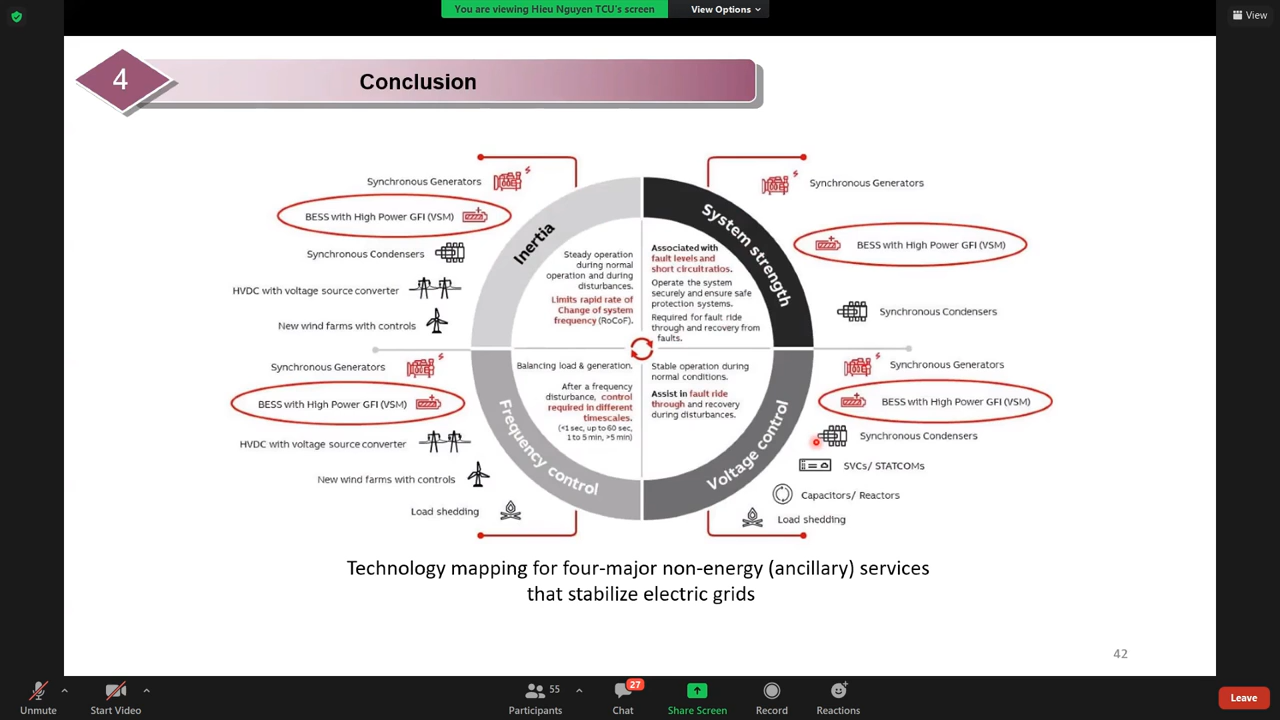 You are viewing Hieu Nguyen TCU's screen
View Options
View
4
Conclusion
Synchronous Generators
BESS with High Power GFI (VSM)
Synchronous Condensers
HVDC with voltage source converter
New wind farms with controls
Synchronous Generators
BESS with High Power GFI (VSM)
HVDC with voltage source converter
New wind farms with controls
Load shedding
Inertia
Steady operation
during normal
operation and during
disturbances.
Limits rapid rate of
Change of system
frequency (RoCoF).
System strength
Associated with
fault levels and
short circuit ratios.
Operate the system
securely and ensure safe
protection systems.
Required for fault ride
through and recovery from
faults.
Frequency control
Balancing load & generation.
After a frequency
disturbance, control
required in different
timescales.
(<1 sec, up to 60 sec,
1 to 5 min, >5 min)
Voltage control
Stable operation during
normal conditions.
Assist in fault ride
through and recovery
during disturbances.
Synchronous Generators
BESS with High Power GFI (VSM)
Synchronous Condensers
Synchronous Generators
BESS with High Power GFI (VSM)
Synchronous Condensers
SVCs/ STATCOMs
Capacitors/ Reactors
Load shedding
Technology mapping for four-major non-energy (ancillary) services
that stabilize electric grids
42
Unmute
Start Video
55
Participants
27
Chat
Share Screen
Record
Reactions
Leave